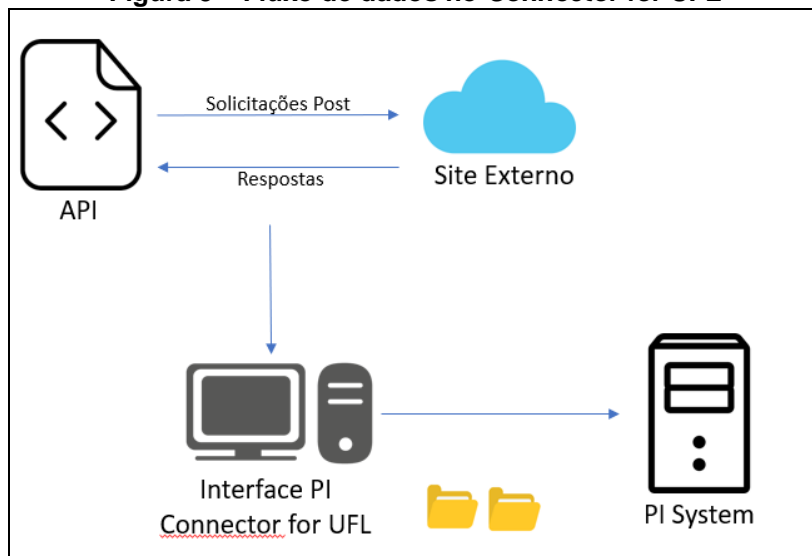 Solicitações Post
Respostas
API
Site Externo
Interface PI
Connector for UFL
PI System